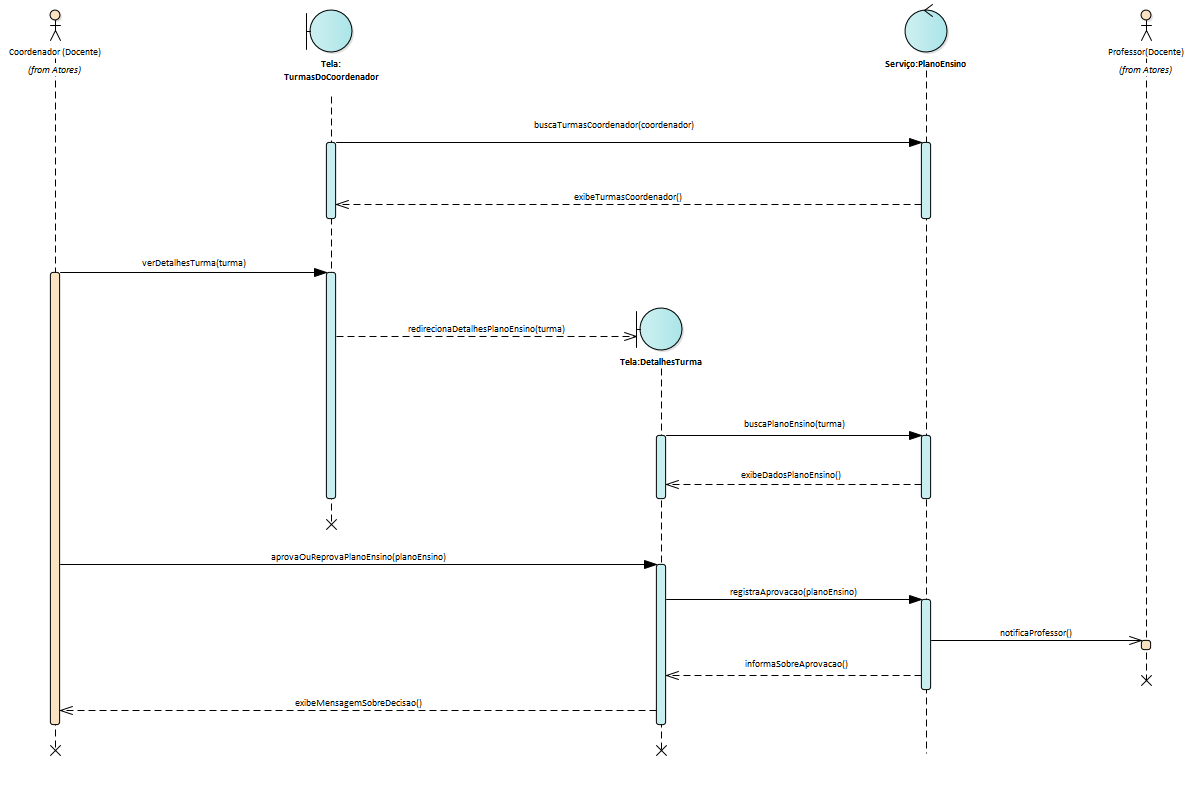 Coordenador (Docente)
(from Atores)
Tela:
TurmasDoCoordenador
Serviço:PlanoEnsino
Professor(Docente)
(from Atores)
buscaTurmasCoordenador(coordenador)
exibeTurmasCoordenador()
verDetalhesTurma(turma)
redirecionaDetalhesPlanoEnsino(turma)
Tela:DetalhesTurma
buscaPlanoEnsino(turma)
exibeDadosPlanoEnsino()
aprovaOuReprovaPlanoEnsino(planoEnsino)
registraAprovacao(planoEnsino)
notificaProfessor()
informaSobreAprovacao()
exibeMensagemSobreDecisao()